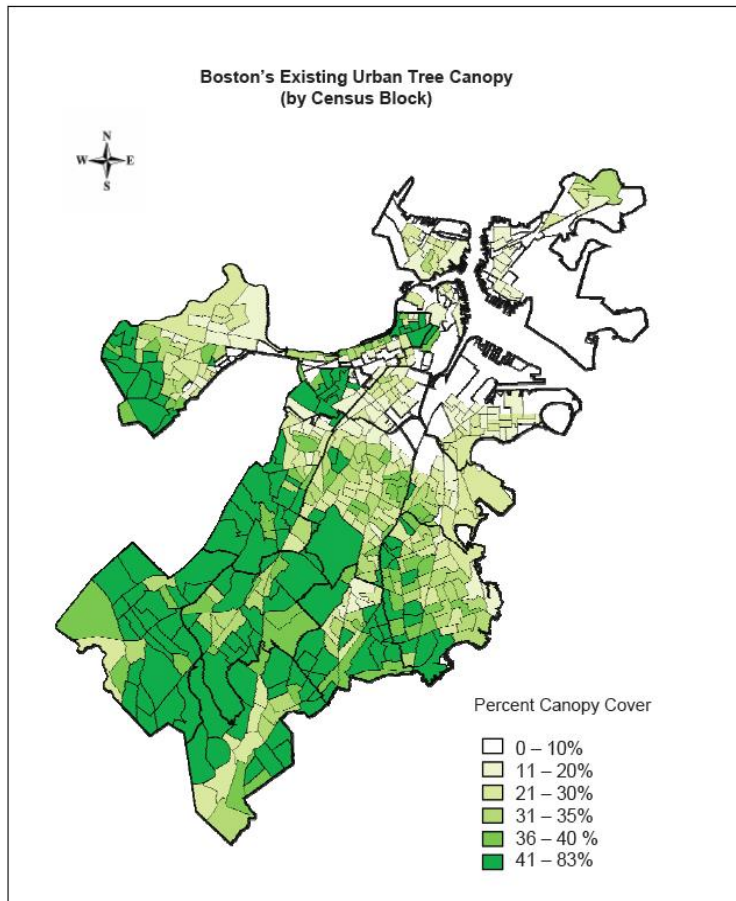 Boston's Existing Urban Tree Canopy
(by Census Block)
N
W E
S
Percent Canopy Cover
0 – 10%
11 – 20%
21 – 30%
31 – 35%
36 – 40 %
41 – 83%